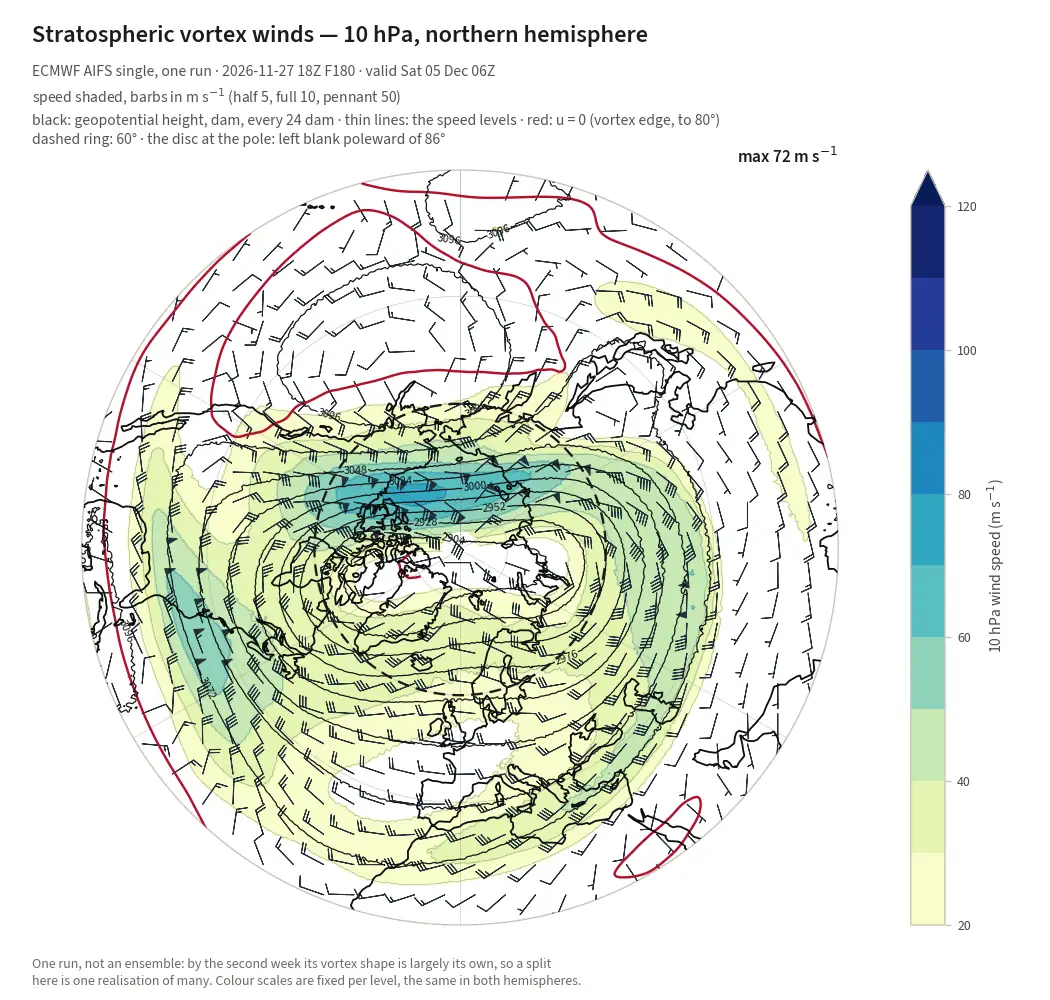 Stratospheric vortex winds — 10 hPa, northern hemisphere
ECMWF AIFS single, one run · 2026-11-27 18Z F180 · valid Sat 05 Dec 06Z
speed shaded, barbs in m s⁻¹ (half 5, full 10, pennant 50)
black: geopotential height, dam, every 24 dam · thin lines: the speed levels · red: u = 0 (vortex edge, to 80°)
dashed ring: 60° · the disc at the pole: left blank poleward of 86°
max 72 m s⁻¹
120
100
80
60
40
20
10 hPa wind speed (m s⁻¹)
3096
3096
3096
3048
3024
3000
2952
2928
2904
2976
3096
One run, not an ensemble: by the second week its vortex shape is largely its own, so a split
here is one realisation of many. Colour scales are fixed per level, the same in both hemispheres.